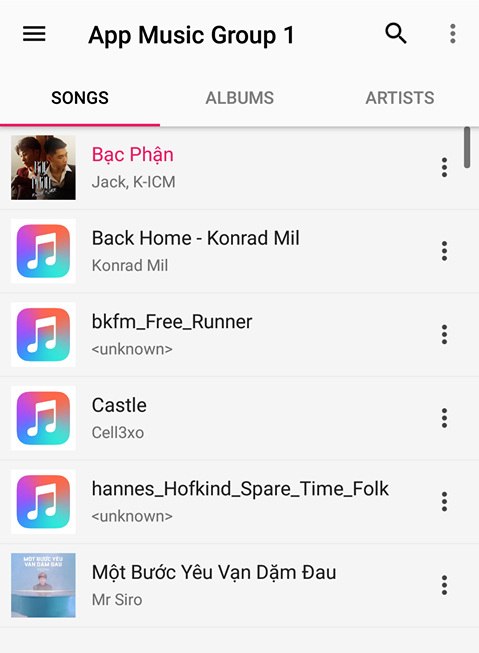 App Music Group 1
SONGS
ALBUMS
ARTISTS
Bạc Phận
Jack, K-ICM
Back Home - Konrad Mil
Konrad Mil
bkfm_Free_Runner
<unknown>
Castle
Cell3xo
hannes_Hofkind_Spare_Time_Folk
<unknown>
MỘT BƯỚC YÊU
VẠN DẶM ĐAU
Một Bước Yêu Vạn Dặm Đau
Mr Siro